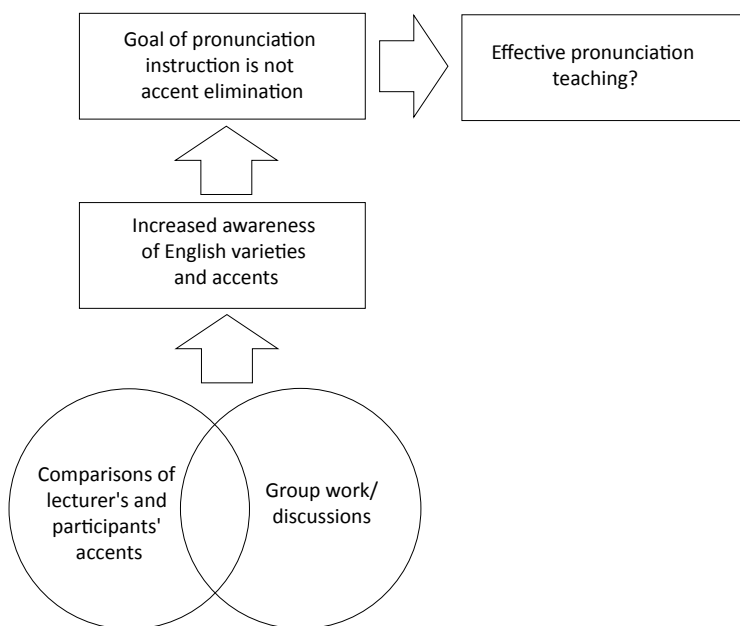 Goal of pronunciation
instruction is not
accent elimination
Effective pronunciation
teaching?
Increased awareness
of English varieties
and accents
Comparisons of
lecturer's and
participants'
accents
Group work/
discussions